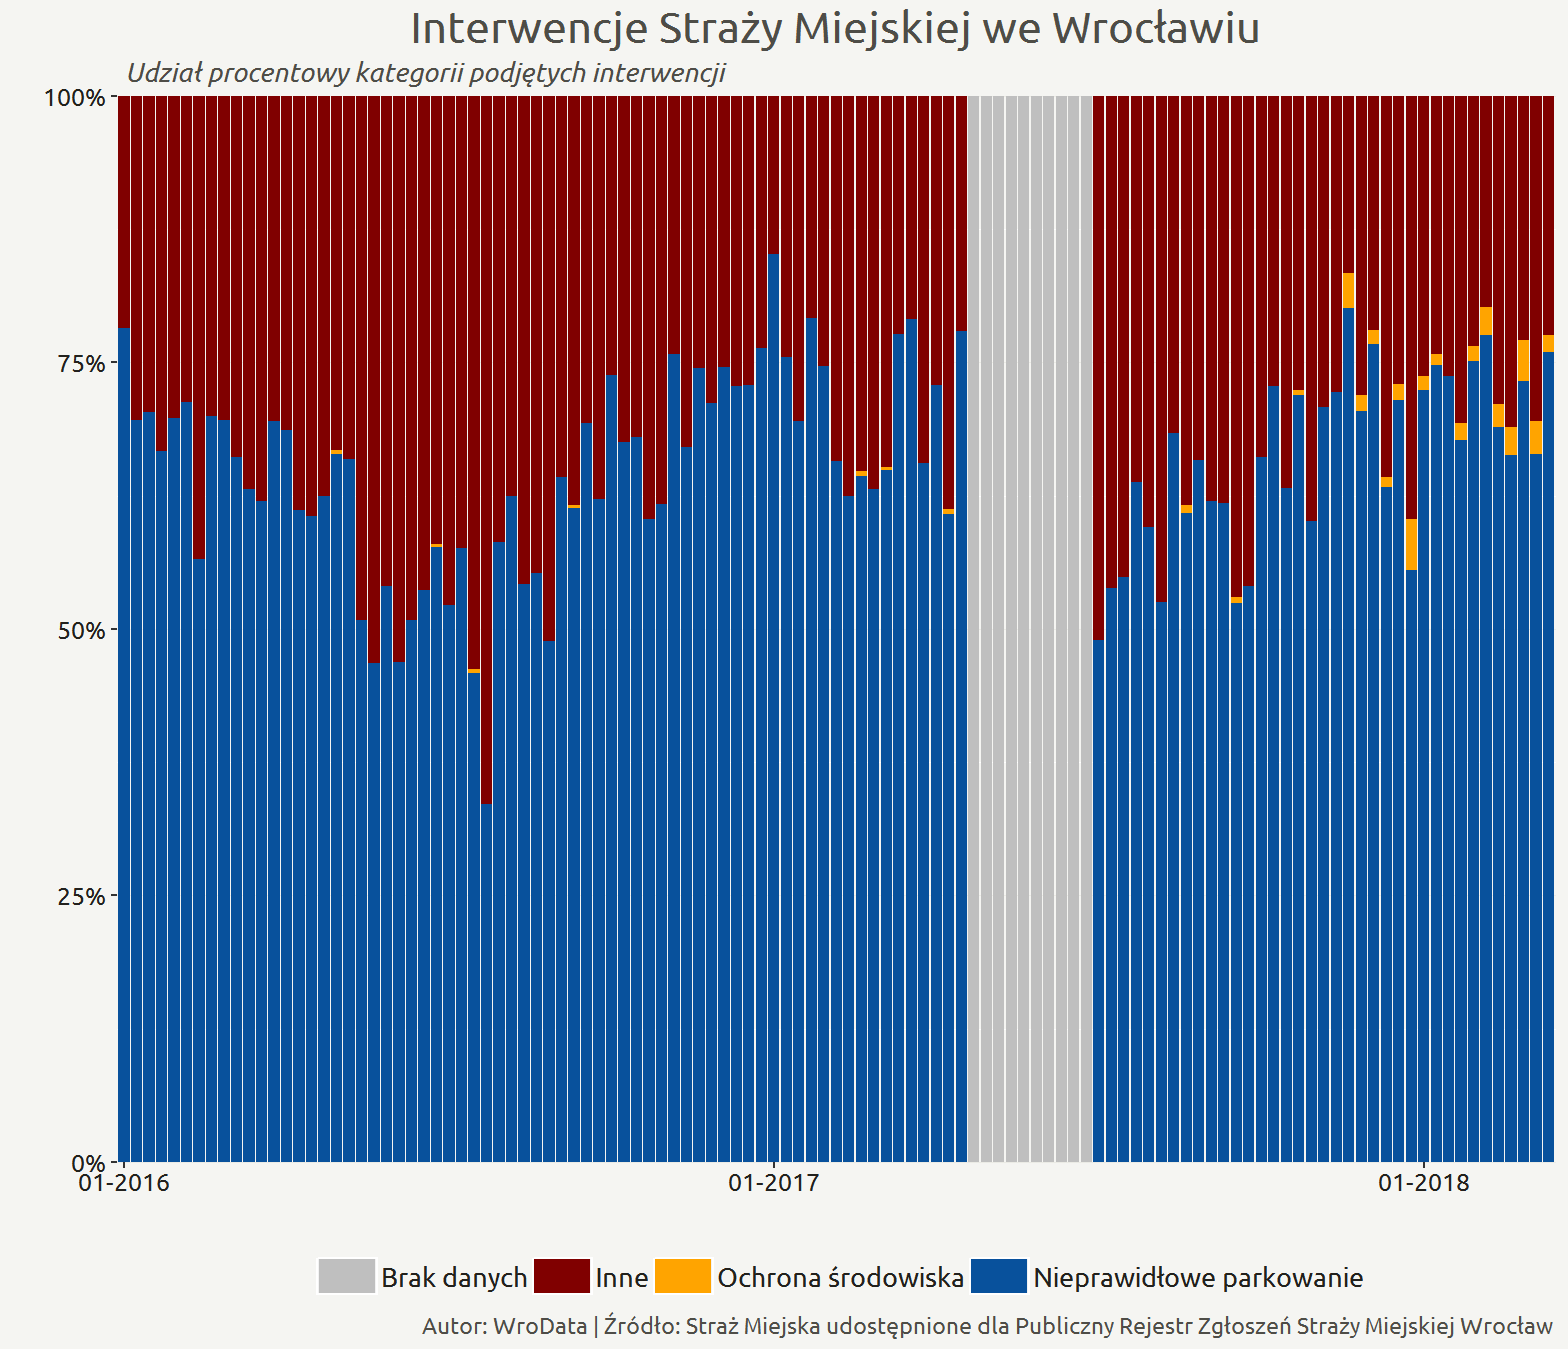 Interwencje Straży Miejskiej we Wrocławiu
Udział procentowy kategorii podjętych interwencji
100%
75%
50%
25%
0%
01-2016 01-2017 01-2018
Brak danych Inne Ochrona środowiska Nieprawidłowe parkowanie
Autor: WroData | Źródło: Straż Miejska udostępnione dla Publiczny Rejestr Zgłoszeń Straży Miejskiej Wrocław